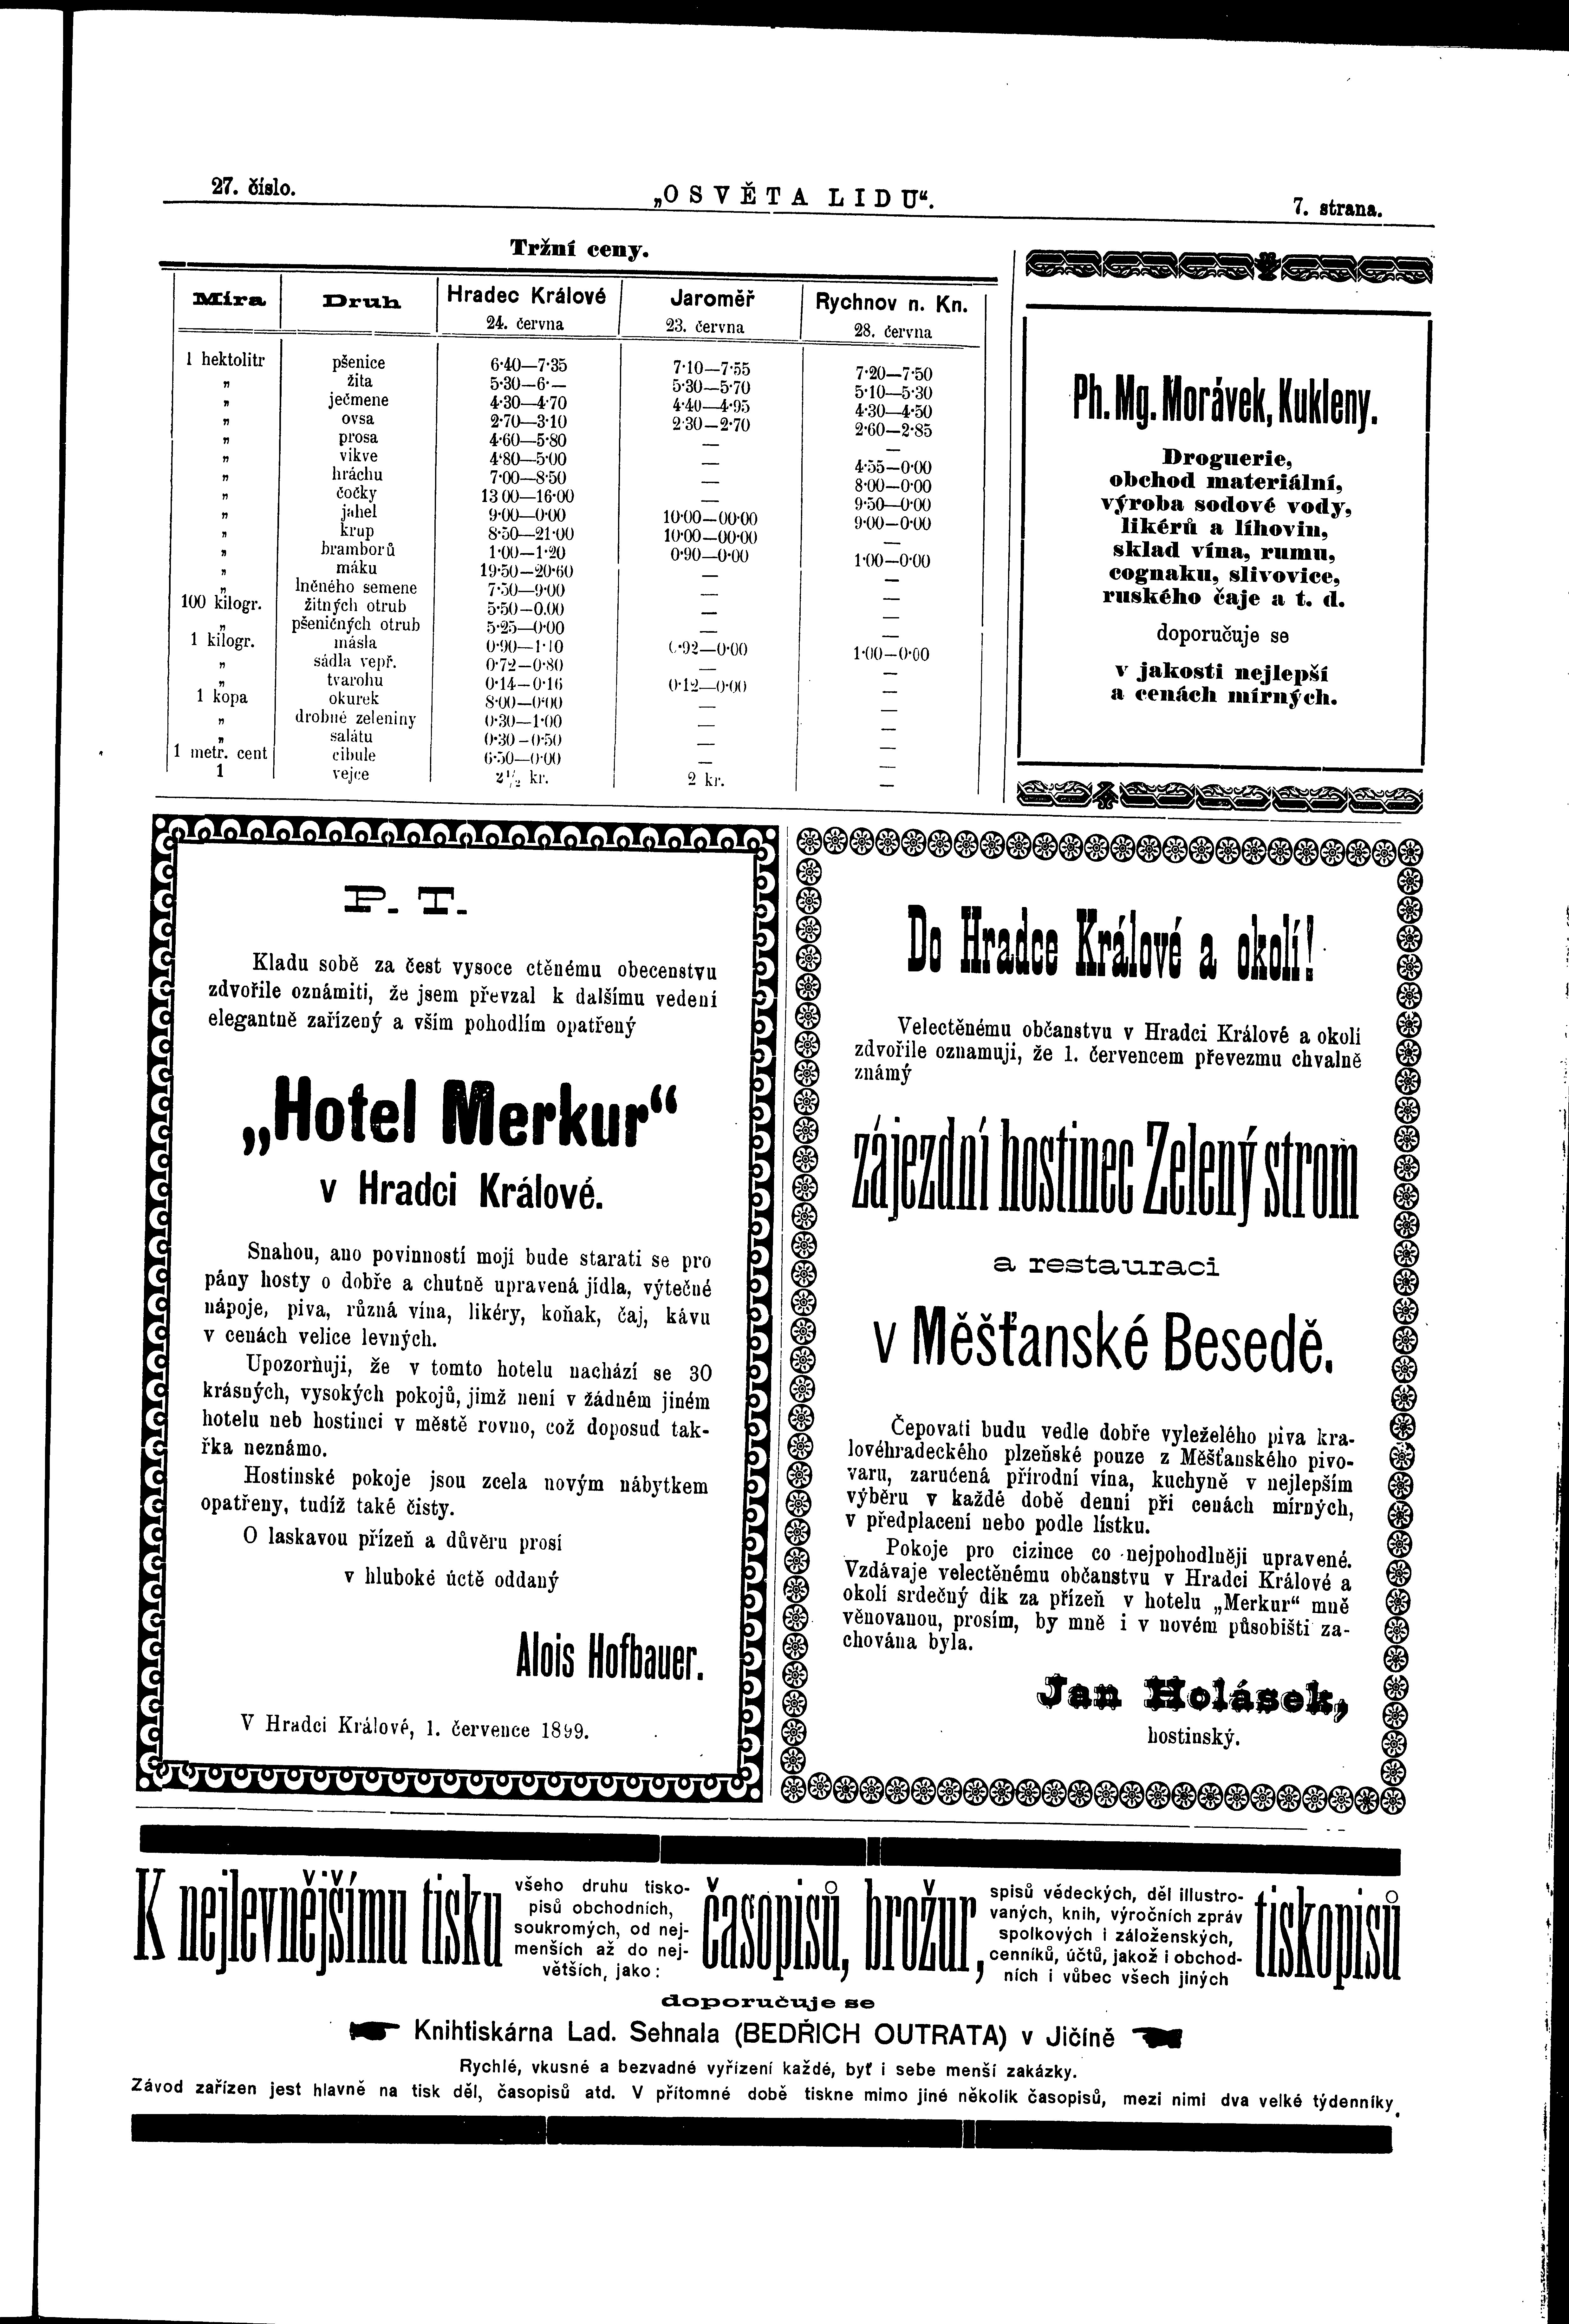 27. číslo.
„OSVĚTA LIDU“.
7. strana.
Tržní ceny.
Míra Druh Hradec Králové Jaroměř Rychnov n. Kn.
24. června 23. června 28. června
1 hektolitr pšenice 6·40—7·35 7·10—7·55 7·20—7·50
„ žita 5·30—6·— 5·30—5·70 5·10—5·30
„ ječmene 4·30—4·70 4·40—4·95 4·30—4·50
„ ovsa 2·70—3·10 2·30—2·70 2·60—2·85
„ prosa 4·60—5·80 — —
„ vikve 4·80—5·00 — 4·55—0·00
„ hráchu 7·00—8·50 — 8·00—0·00
„ čočky 13 00—16·00 — 9·50—0·00
„ jahel 9·00—0·00 10·00—00·00 9·00—0·00
„ krup 8·50—21·00 10·00—00·00 —
„ bramborů 1·00—1·20 0·90—0·00 1·00—0·00
„ máku 19·50—20·60 — —
„ lněného semene 7·50—9·00 — —
100 kilogr. žitných otrub 5·50—0.00 — —
„ pšeničných otrub 5·25—0·00 — —
1 kilogr. másla 0·90—1·10 0·92—0·00 1·00—0·00
„ sádla vepř. 0·72—0·80 — —
„ tvarohu 0·14—0·16 0·12—0·00 —
1 kopa okurek 8·00—0·00 — —
„ drobné zeleniny 0·30—1·00 — —
„ salátu 0·30—0·50 — —
1 metr. cent cibule 6·50—0·00 — —
1 vejce 2½ kr. 2 kr. —
Ph. Mg. Morávek, Kukleny.
Droguerie,
obchod materiální,
výroba sodové vody,
likérů a líhovin,
sklad vína, rumu,
cognaku, slivovice,
ruského čaje a t. d.
doporučuje se
v jakosti nejlepší
a cenách mírných.
P. T.
Kladu sobě za čest vysoce ctěnému obecenstvu
zdvořile oznámiti, že jsem převzal k dalšímu vedení
elegantně zařízený a vším pohodlím opatřený
„Hotel Merkur“
v Hradci Králové.
Snahou, ano povinností mojí bude starati se pro
pány hosty o dobře a chutně upravená jídla, výtečné
nápoje, piva, různá vína, likéry, koňak, čaj, kávu
v cenách velice levných.
Upozorňuji, že v tomto hotelu nachází se 30
krásných, vysokých pokojů, jimž není v žádném jiném
hotelu neb hostinci v městě rovno, což doposud tak-
řka neznámo.
Hostinské pokoje jsou zcela novým nábytkem
opatřeny, tudíž také čisty.
O laskavou přízeň a důvěru prosí
v hluboké úctě oddaný
Alois Hofbauer.
V Hradci Králové, 1. července 1899.
Do Hradce Králové a okolí!
Velectěnému občanstvu v Hradci Králové a okolí
zdvořile oznamuji, že 1. červencem převezmu chvalně
známý
zájezdní hostinec Zelený strom
a restauraci
v Měšťanské Besedě.
Čepovati budu vedle dobře vyleželého piva kra-
lovéhradeckého plzeňské pouze z Měšťanského pivo-
varu, zaručená přírodní vína, kuchyně v nejlepším
výběru v každé době denní při cenách mírných,
v předplacení nebo podle lístku.
Pokoje pro cizince co nejpohodlněji upravené.
Vzdávaje velectěnému občanstvu v Hradci Králové a
okolí srdečný dík za přízeň v hotelu „Merkur“ mně
věnovanou, prosím, by mně i v novém působišti za-
chována byla.
Jan Holásek,
hostinský.
K nejlevnějšímu tisku
všeho druhu tisko-
pisů obchodních,
soukromých, od nej-
menších až do nej-
větších, jako:
časopisů, brožur,
spisů vědeckých, děl illustro-
vaných, knih, výročních zpráv
spolkových i záloženských,
cenníků, účtů, jakož i obchod-
ních i vůbec všech jiných
tiskopisů
doporučuje se
Knihtiskárna Lad. Sehnala (BEDŘICH OUTRATA) v Jičíně
Rychlé, vkusné a bezvadné vyřízení každé, byť i sebe menší zakázky.
Závod zařízen jest hlavně na tisk děl, časopisů atd. V přítomné době tiskne mimo jiné několik časopisů, mezi nimi dva velké týdenníky.